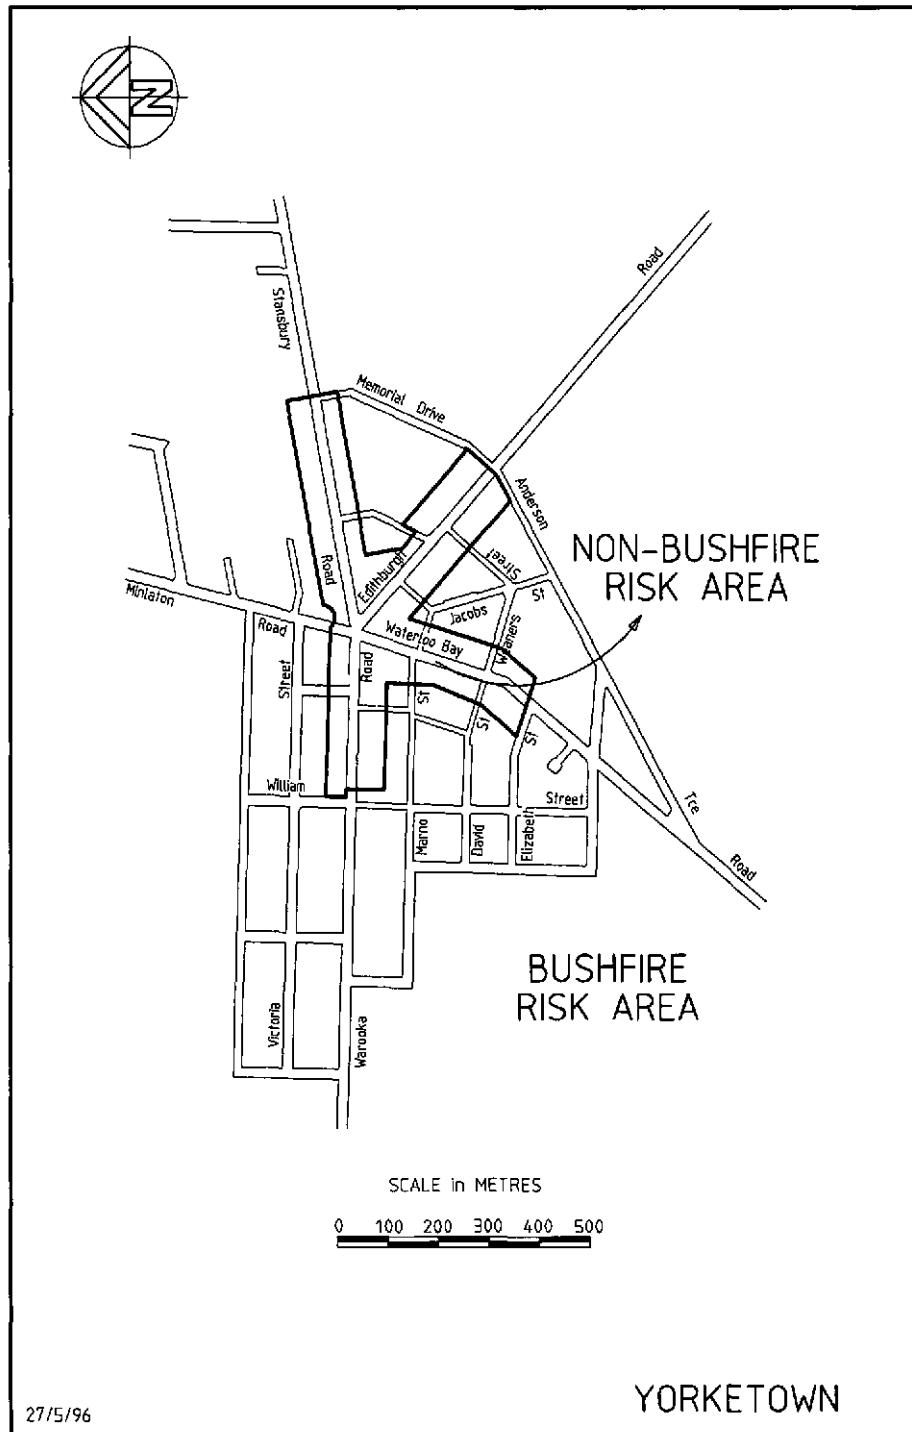 N
Road
Stansbury
Memorial Drive
Anderson
NON-BUSHFIRE
RISK AREA
Street
Edithburgh
Road
Minlaton
Road
St
Jacobs
Weaners
Waterloo Bay
Road
Street
St
St
St
William
Street
Tce
Marno
David
Elizabeth
Road
BUSHFIRE
RISK AREA
Victoria
Warooka
SCALE in METRES
0 100 200 300 400 500
27/5/96
YORKETOWN